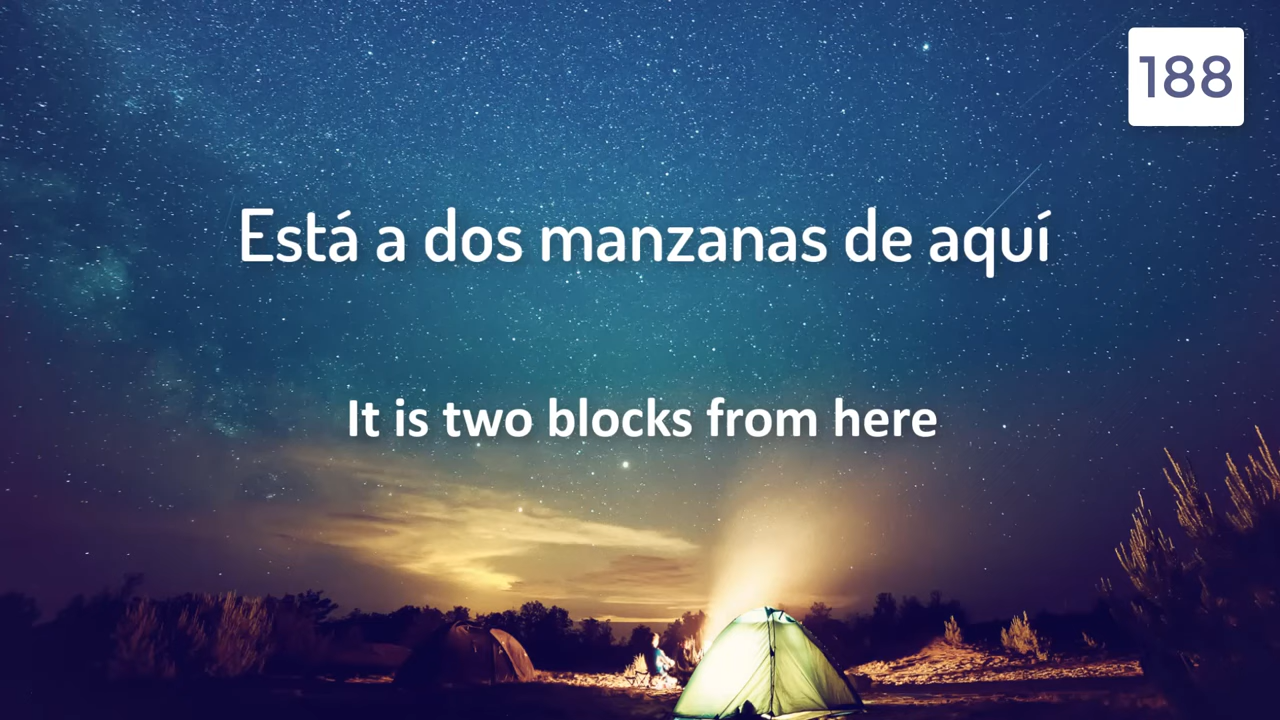 188
Está a dos manzanas de aquí
It is two blocks from here